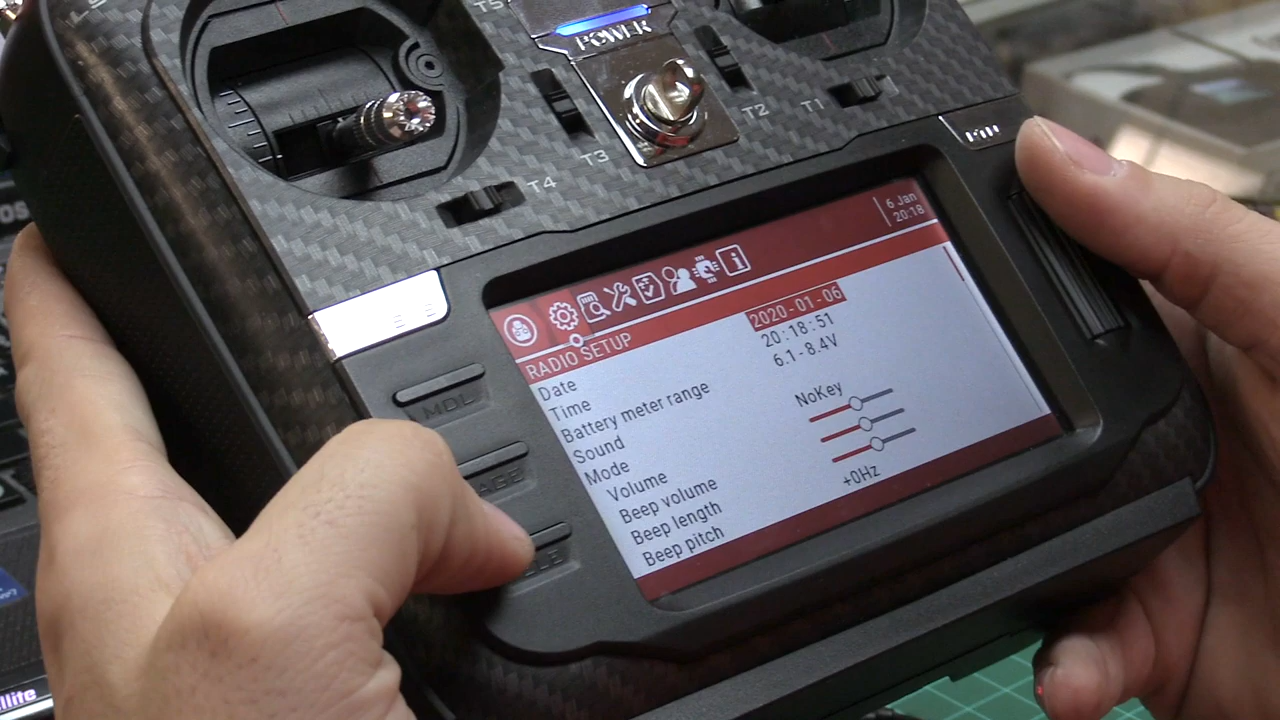 T5
POWER
T2
T1
T3
T4
6 Jan
20:18
RADIO SETUP
Date 2020-01-06
Time 20:18:51
Battery meter range 6.1-8.4V
Sound
Mode NoKey
Volume
Beep volume
Beep length
Beep pitch +0Hz
MDL